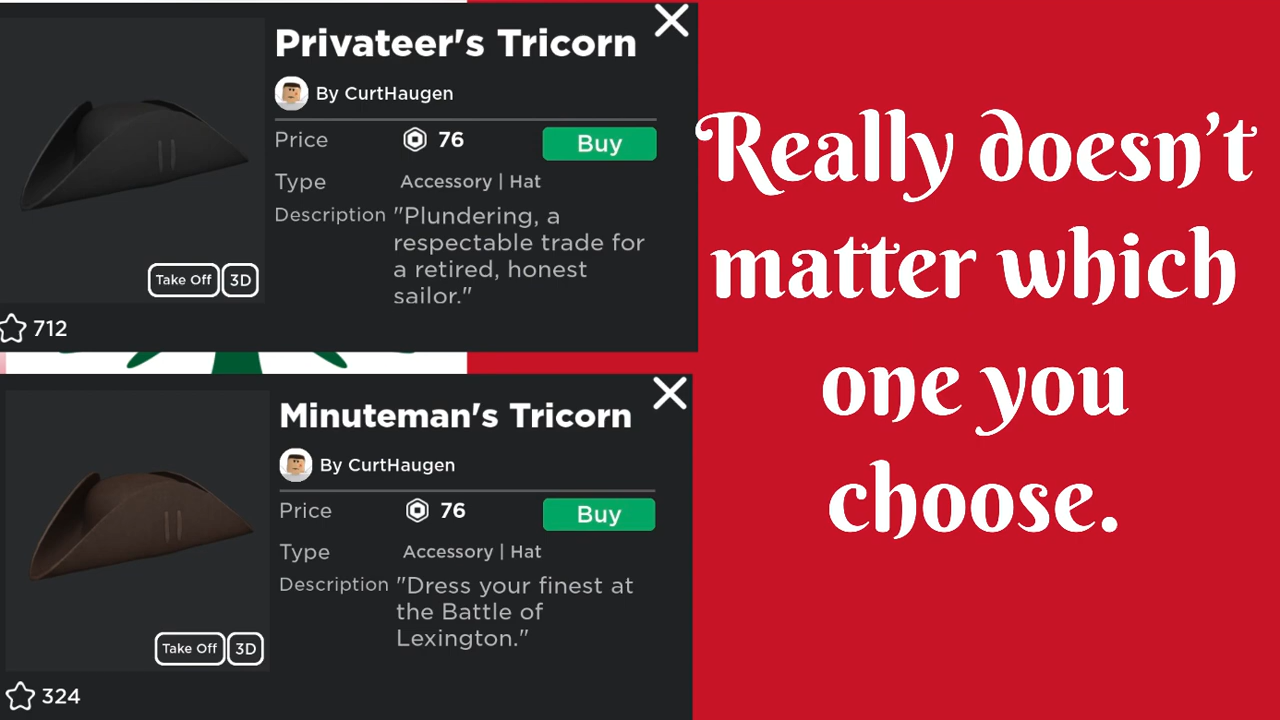 Privateer's Tricorn
By CurtHaugen
Price 76 Buy
Type Accessory | Hat
Description "Plundering, a
respectable trade for
a retired, honest
sailor."
Take Off 3D
712
Minuteman's Tricorn
By CurtHaugen
Price 76 Buy
Type Accessory | Hat
Description "Dress your finest at
the Battle of
Lexington."
Take Off 3D
324
Really doesn't
matter which
one you
choose.